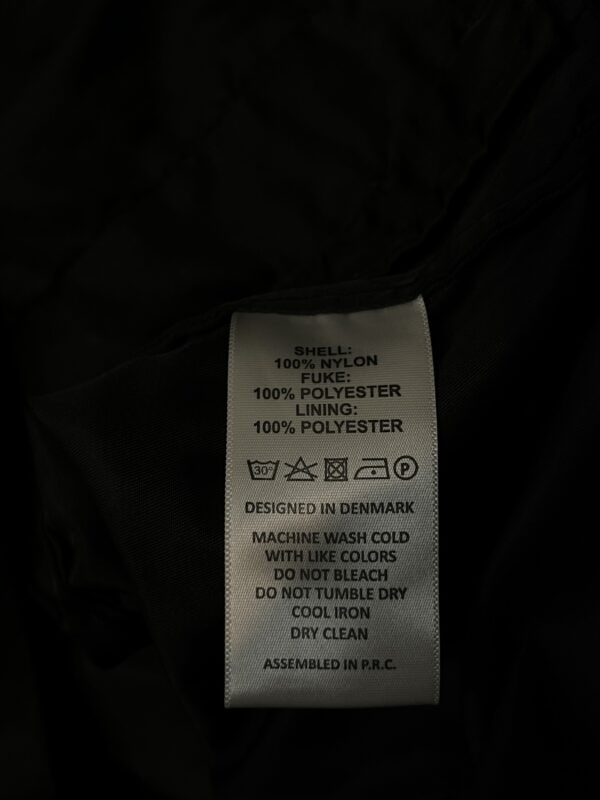 SHELL:
100% NYLON
FUKE:
100% POLYESTER
LINING:
100% POLYESTER
30° P
DESIGNED IN DENMARK
MACHINE WASH COLD
WITH LIKE COLORS
DO NOT BLEACH
DO NOT TUMBLE DRY
COOL IRON
DRY CLEAN
ASSEMBLED IN P.R.C.